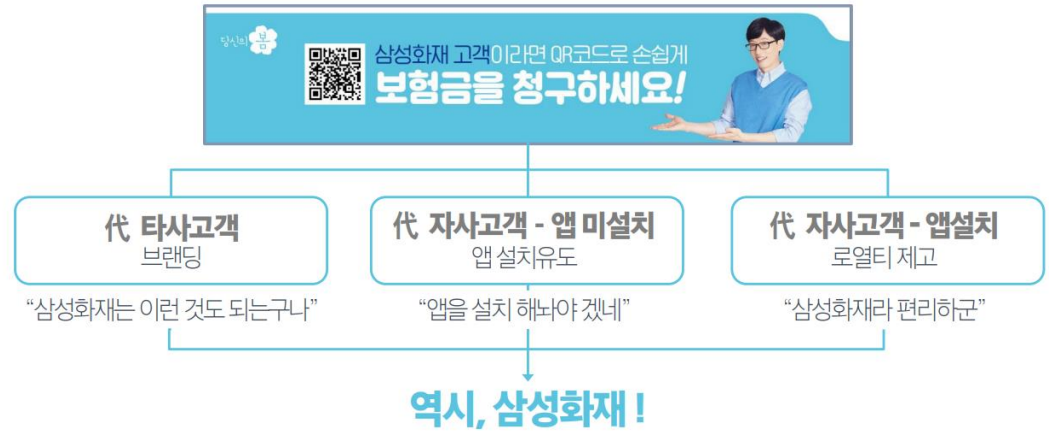 당신의 봄
삼성화재 고객이라면 QR코드로 손쉽게
보험금을 청구하세요!
代 타사고객
브랜딩
代 자사고객 - 앱 미설치
앱 설치유도
代 자사고객 - 앱설치
로열티 제고
“삼성화재는 이런 것도 되는구나”
“앱을 설치 해놔야 겠네”
“삼성화재라 편리하군”
역시, 삼성화재 !